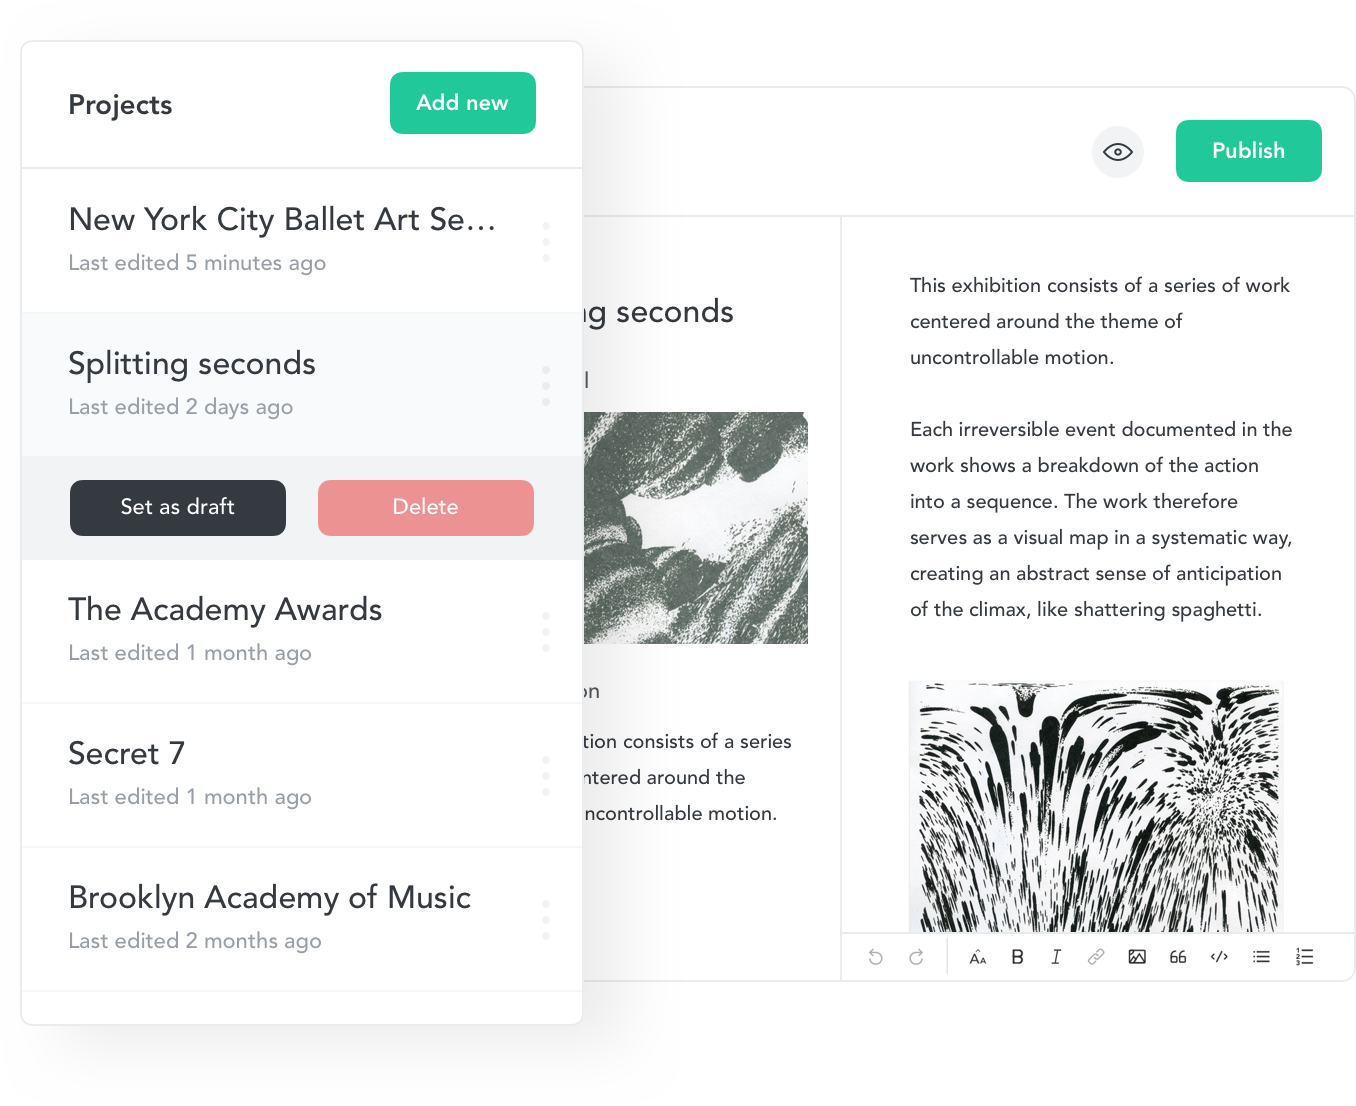 Projects
Add new
New York City Ballet Art Se...
Last edited 5 minutes ago
Splitting seconds
Last edited 2 days ago
Set as draft
Delete
The Academy Awards
Last edited 1 month ago
Secret 7
Last edited 1 month ago
Brooklyn Academy of Music
Last edited 2 months ago
Publish
ng seconds
l
on
tion consists of a series
ntered around the
ncontrollable motion.
This exhibition consists of a series of work
centered around the theme of
uncontrollable motion.
Each irreversible event documented in the
work shows a breakdown of the action
into a sequence. The work therefore
serves as a visual map in a systematic way,
creating an abstract sense of anticipation
of the climax, like shattering spaghetti.